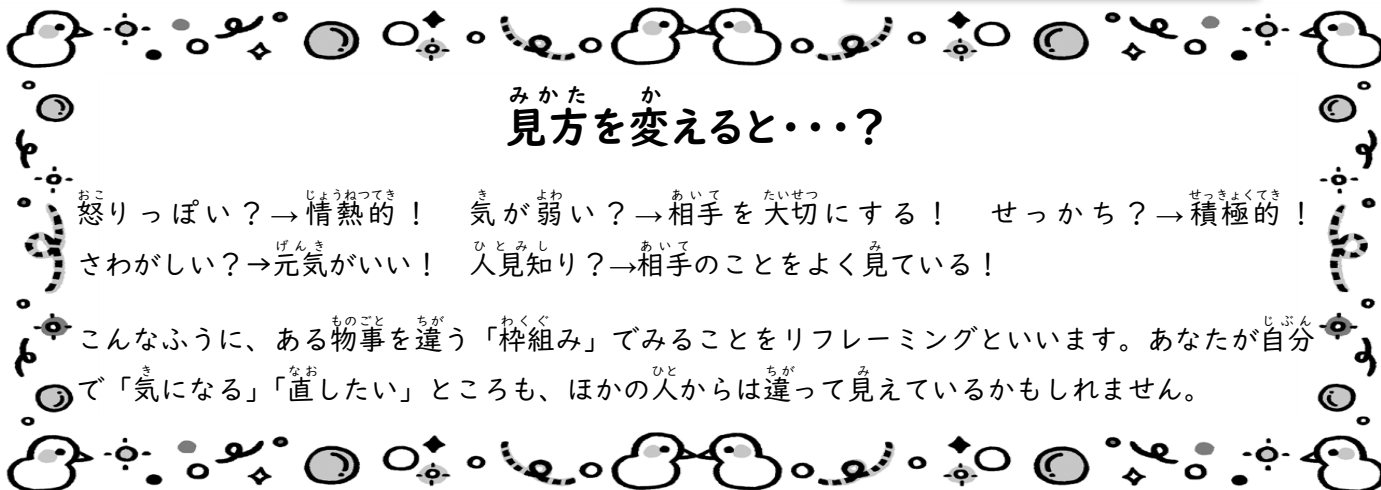 見方を変えると・・・？
怒りっぽい？→情熱的！　気が弱い？→相手を大切にする！　せっかち？→積極的！
さわがしい？→元気がいい！　人見知り？→相手のことをよく見ている！
こんなふうに、ある物事を違う「枠組み」でみることをリフレーミングといいます。あなたが自分
で「気になる」「直したい」ところも、ほかの人からは違って見えているかもしれません。